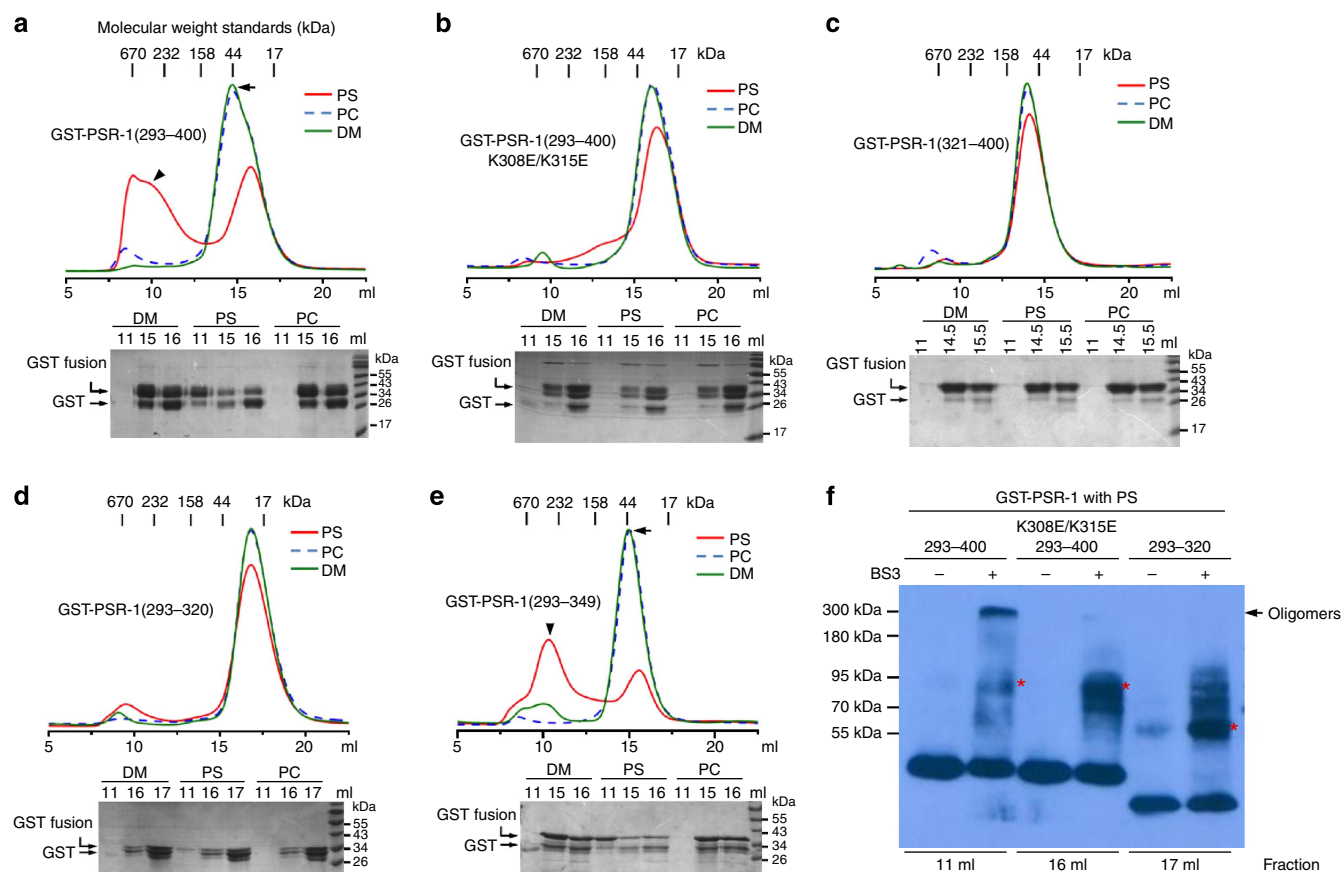 a
Molecular weight standards (kDa)
670 232 158 44 17
PS
PC
DM
GST-PSR-1(293–400)
5 10 15 20 ml
DM PS PC
11 15 16 11 15 16 11 15 16 ml
GST fusion
GST
kDa
55
43
34
26
17
b
670 232 158 44 17 kDa
PS
PC
DM
GST-PSR-1(293–400)
K308E/K315E
5 10 15 20 ml
DM PS PC
11 15 16 11 15 16 11 15 16 ml
GST fusion
GST
kDa
55
43
34
26
17
c
670 232 158 44 17 kDa
PS
PC
DM
GST-PSR-1(321–400)
5 10 15 20 ml
DM PS PC
11 14.5 15.5 11 14.5 15.5 11 14.5 15.5 ml
GST fusion
GST
kDa
55
43
34
26
17
d
670 232 158 44 17 kDa
PS
PC
DM
GST-PSR-1(293–320)
5 10 15 20 ml
DM PS PC
11 16 17 11 16 17 11 16 17 ml
GST fusion
GST
kDa
55
43
34
26
e
670 232 158 44 17 kDa
PS
PC
DM
GST-PSR-1(293–349)
5 10 15 20 ml
DM PS PC
11 15 16 11 15 16 11 15 16 ml
GST fusion
GST
kDa
55
43
34
26
f
GST-PSR-1 with PS
K308E/K315E
293–400 293–400 293–320
BS3 – + – + – +
300 kDa
180 kDa
95 kDa
70 kDa
55 kDa
* * *
Oligomers
11 ml 16 ml 17 ml Fraction